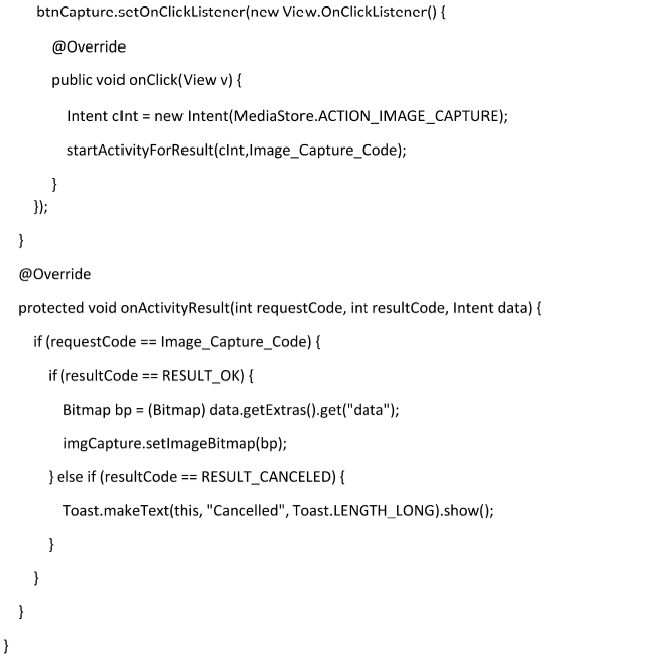 btnCapture.setOnClickListener(new View.OnClickListener() {
@Override
public void onClick(View v) {
Intent cInt = new Intent(MediaStore.ACTION_IMAGE_CAPTURE);
startActivityForResult(cInt,Image_Capture_Code);
}
});
}
@Override
protected void onActivityResult(int requestCode, int resultCode, Intent data) {
if (requestCode == Image_Capture_Code) {
if (resultCode == RESULT_OK) {
Bitmap bp = (Bitmap) data.getExtras().get("data");
imgCapture.setImageBitmap(bp);
} else if (resultCode == RESULT_CANCELED) {
Toast.makeText(this, "Cancelled", Toast.LENGTH_LONG).show();
}
}
}
}